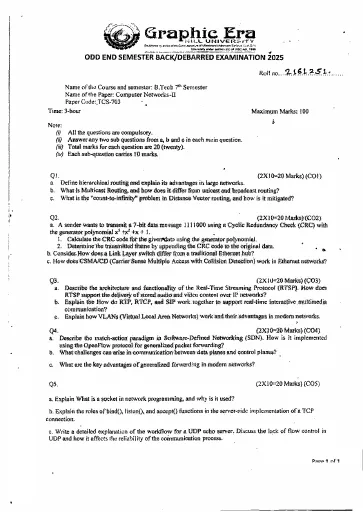 Graphic Era
HILL UNIVERSITY
ODD END SEMESTER BACK/DEBARRED EXAMINATION 2025
Roll no. 2161251
Name of the Course and semester: B.Tech 7th Semester
Name of the Paper: Computer Networks-II
Paper Code: TCS-703
Time: 3-hour Maximum Marks: 100
Note:
(i) All the questions are compulsory.
(ii) Answer any two sub questions from a, b and c in each main question.
(iii) Total marks for each question are 20 (twenty).
(iv) Each sub-question carries 10 marks.
Q1. (2X10=20 Marks) (CO1)
a. Define hierarchical routing and explain its advantages in large networks.
b. What is Multicast Routing, and how does it differ from unicast and broadcast routing?
c. What is the "count-to-infinity" problem in Distance Vector routing, and how is it mitigated?
Q2. (2X10=20 Marks) (CO2)
a. A sender wants to transmit a 7-bit data message 1111000 using a Cyclic Redundancy Check (CRC) with
the generator polynomial
1. Calculate the CRC code for the given data using the generator polynomial.
2. Determine the transmitted frame by appending the CRC code to the original data.
b. Consider How does a Link Layer switch differ from a traditional Ethernet hub?
c. How does CSMA/CD (Carrier Sense Multiple Access with Collision Detection) work in Ethernet networks?
Q3. (2X10=20 Marks) (CO3)
a. Describe the architecture and functionality of the Real-Time Streaming Protocol (RTSP). How does
RTSP support the delivery of stored audio and video content over IP networks?
b. Explain the How do RTP, RTCP, and SIP work together to support real-time interactive multimedia
communication?
c. Explain how VLANs (Virtual Local Area Networks) work and their advantages in modern networks.
Q4. (2X10=20 Marks) (CO4)
a. Describe the match-action paradigm in Software-Defined Networking (SDN). How is it implemented
using the OpenFlow protocol for generalized packet forwarding?
b. What challenges can arise in communication between data planes and control planes?
c. What are the key advantages of generalized forwarding in modern networks?
Q5. (2X10=20 Marks) (CO5)
a. Explain What is a socket in network programming, and why is it used?
b. Explain the roles of bind(), listen(), and accept() functions in the server-side implementation of a TCP
connection.
c. Write a detailed explanation of the workflow for a UDP echo server. Discuss the lack of flow control in
UDP and how it affects the reliability of the communication process.
Page 1 of 1